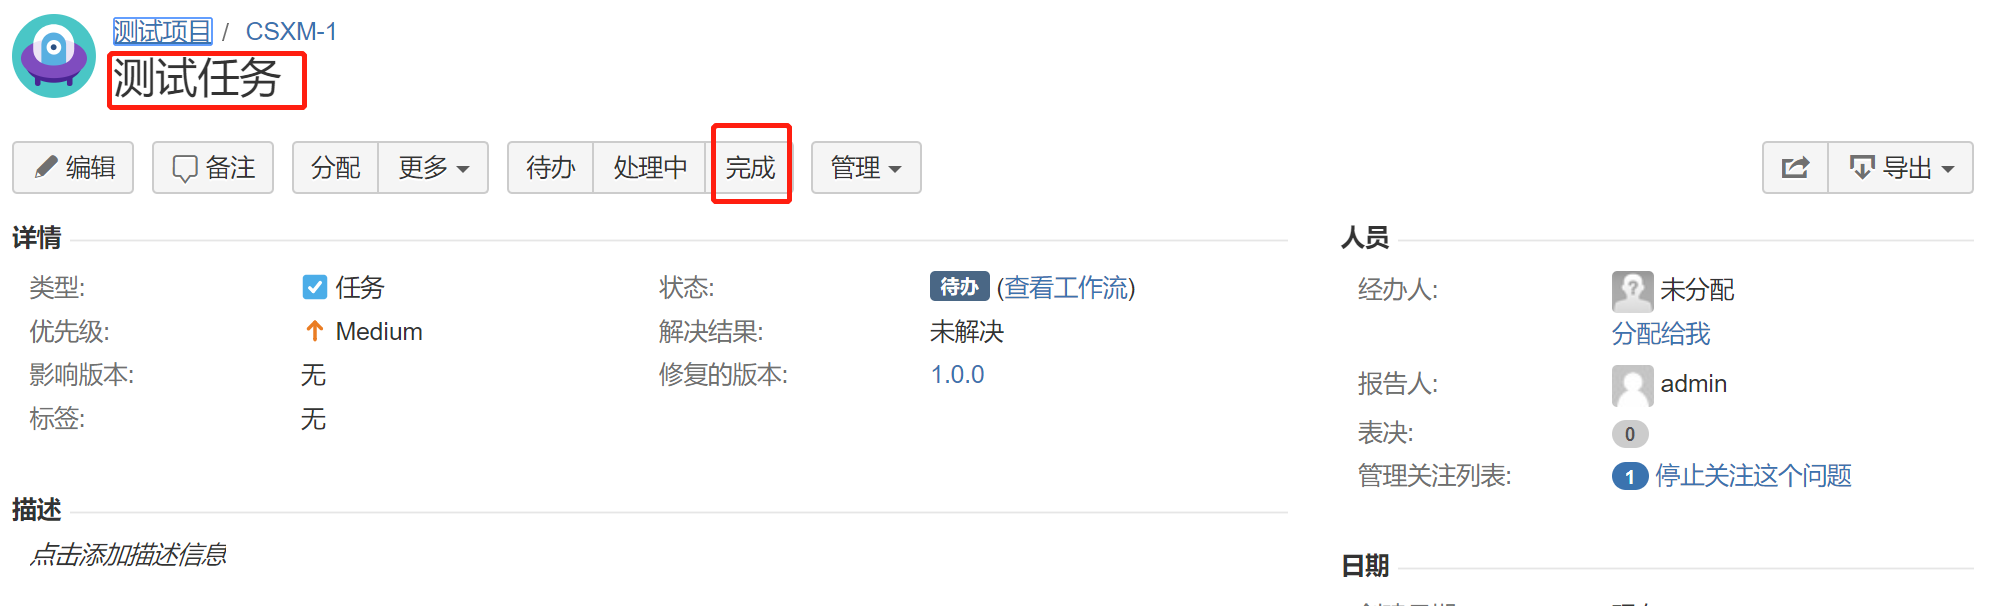 测试项目 / CSXM-1
测试任务
编辑 备注 分配 更多 待办 处理中 完成 管理 导出
详情
类型: 任务 状态: 待办 (查看工作流)
优先级: Medium 解决结果: 未解决
影响版本: 无 修复的版本: 1.0.0
标签: 无
描述
点击添加描述信息
人员
经办人: ? 未分配
分配给我
报告人: admin
表决: 0
管理关注列表: 1 停止关注这个问题
日期